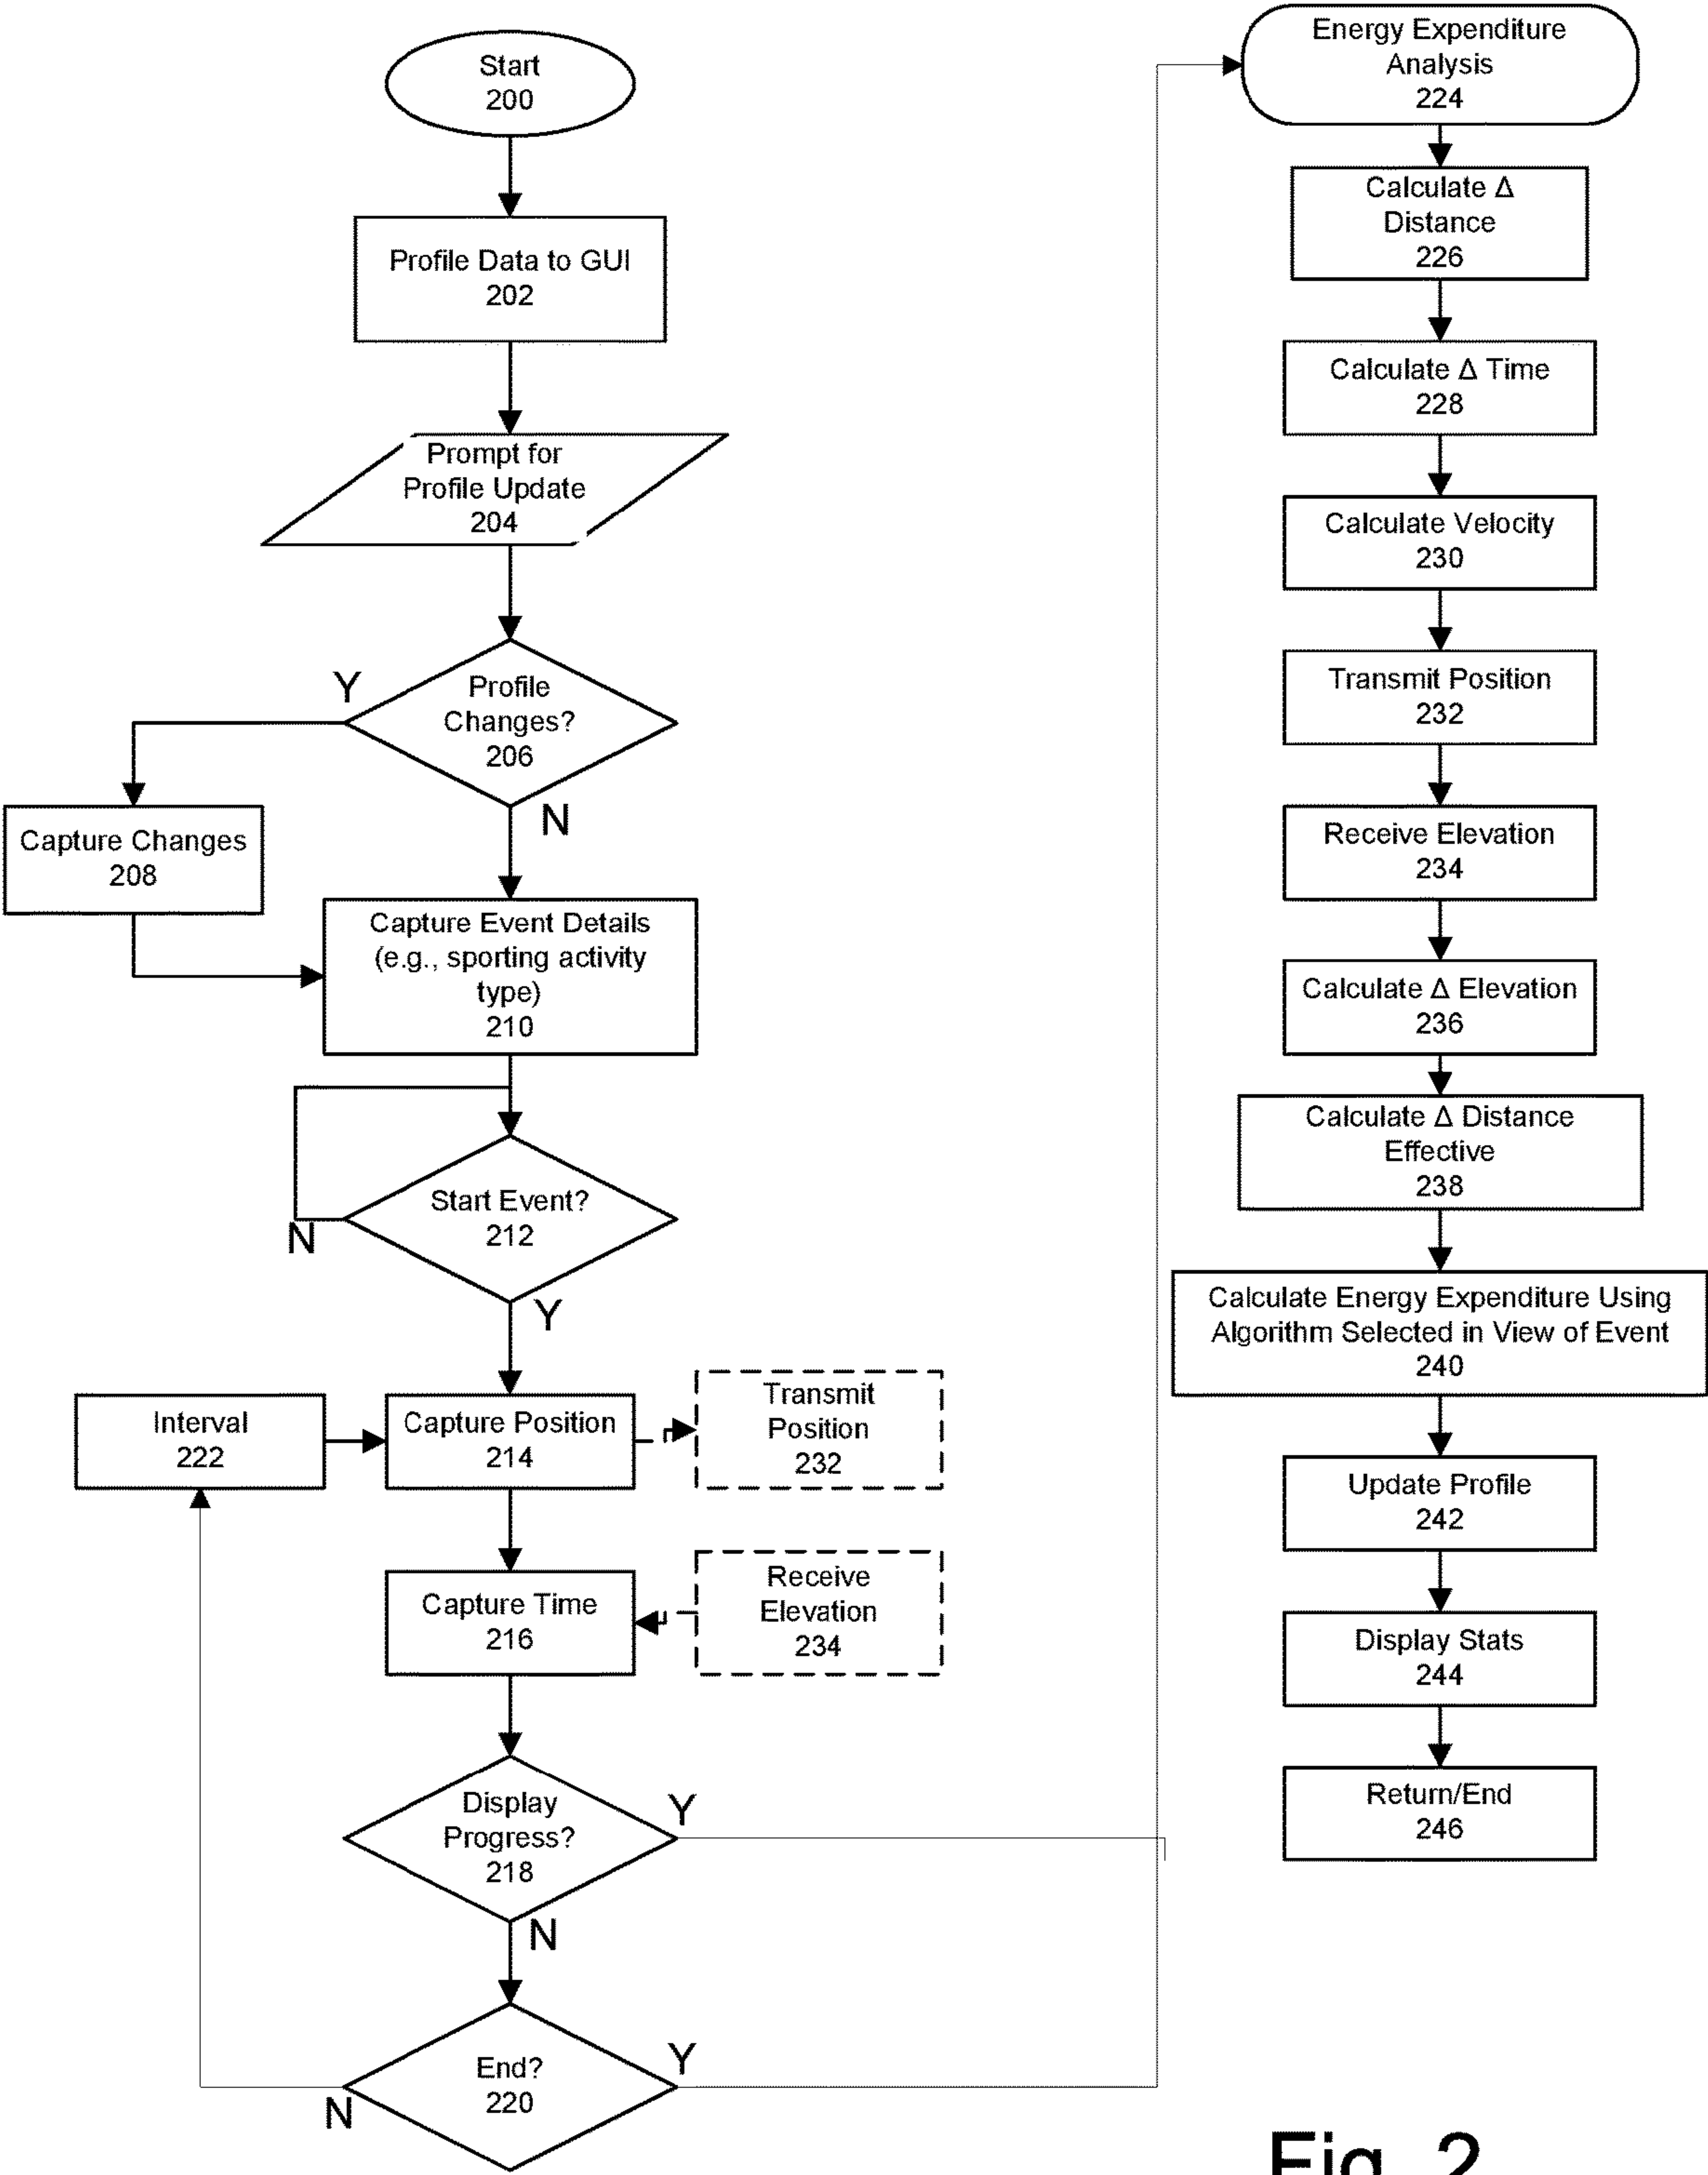 Start
200
Profile Data to GUI
202
Prompt for
Profile Update
204
Y
Profile
Changes?
206
N
Capture Changes
208
Capture Event Details
(e.g., sporting activity
type)
210
Start Event?
212
N
Y
Interval
222
Capture Position
214
Transmit
Position
232
Capture Time
216
Receive
Elevation
234
Display
Progress?
218
Y
N
End?
220
Y
N
Energy Expenditure
Analysis
224
Calculate Δ
Distance
226
Calculate Δ Time
228
Calculate Velocity
230
Transmit Position
232
Receive Elevation
234
Calculate Δ Elevation
236
Calculate Δ Distance
Effective
238
Calculate Energy Expenditure Using
Algorithm Selected in View of Event
240
Update Profile
242
Display Stats
244
Return/End
246
Fig. 2